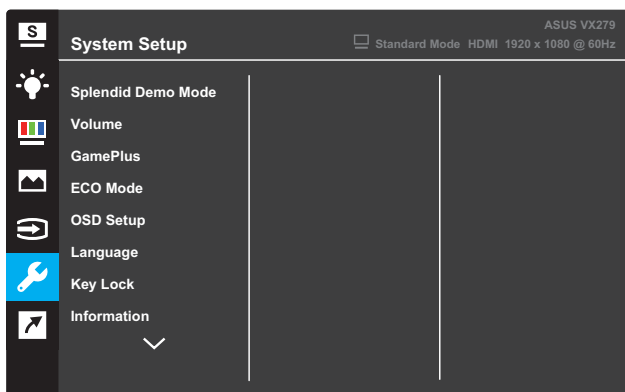 S
ASUS VX279
System Setup
Standard Mode HDMI 1920 x 1080 @ 60Hz
Splendid Demo Mode
Volume
GamePlus
ECO Mode
OSD Setup
Language
Key Lock
Information